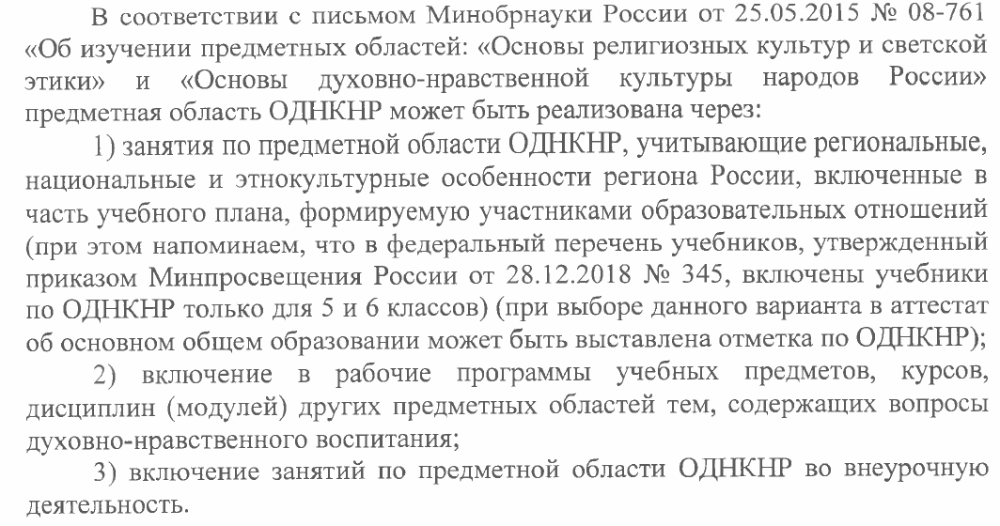 В соответствии с письмом Минобрнауки России от 25.05.2015 № 08-761
«Об изучении предметных областей: «Основы религиозных культур и светской
этики» и «Основы духовно-нравственной культуры народов России»
предметная область ОДНКНР может быть реализована через:
1) занятия по предметной области ОДНКНР, учитывающие региональные,
национальные и этнокультурные особенности региона России, включенные в
часть учебного плана, формируемую участниками образовательных отношений
(при этом напоминаем, что в федеральный перечень учебников, утвержденный
приказом Минпросвещения России от 28.12.2018 № 345, включены учебники
по ОДНКНР только для 5 и 6 классов) (при выборе данного варианта в аттестат
об основном общем образовании может быть выставлена отметка по ОДНКНР);
2) включение в рабочие программы учебных предметов, курсов,
дисциплин (модулей) других предметных областей тем, содержащих вопросы
духовно-нравственного воспитания;
3) включение занятий по предметной области ОДНКНР во внеурочную
деятельность.